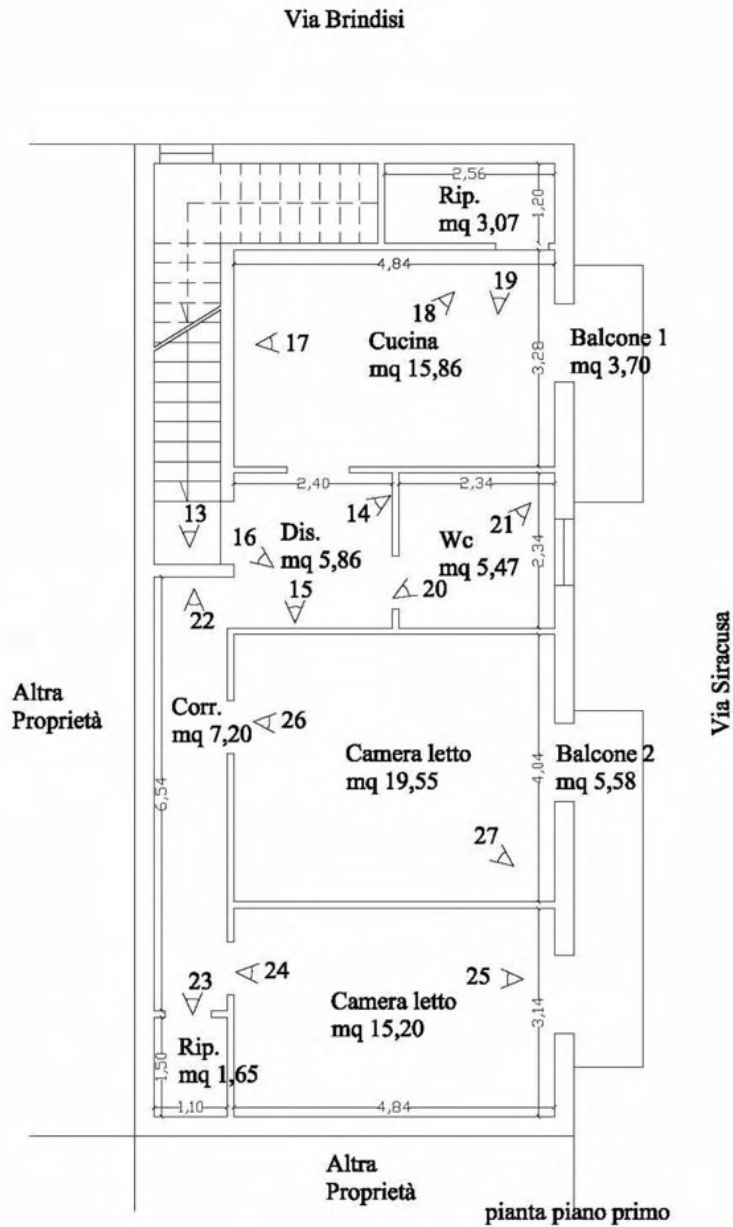 Via Brindisi
2,56
Rip.
mq 3,07
1,20
4,84
19
18
17
Cucina
mq 15,86
3,28
Balcone 1
mq 3,70
2,40
2,34
13
14
21
16
Dis.
mq 5,86
Wc
mq 5,47
2,34
15
20
22
Altra
Proprietà
Via Siracusa
Corr.
mq 7,20
26
Camera letto
mq 19,55
4,04
Balcone 2
mq 5,58
6,54
27
23
24
25
Camera letto
mq 15,20
3,14
Rip.
mq 1,65
1,50
1,10
4,84
Altra
Proprietà
pianta piano primo